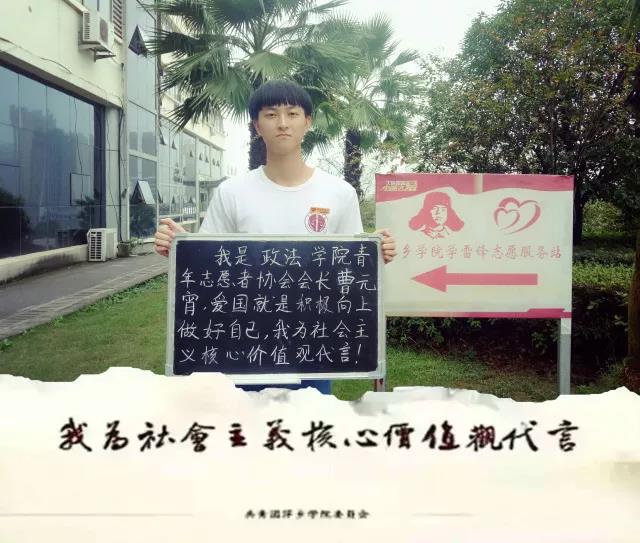 我是 政法 学院青
年志愿者协会会长曹元
宵,爱国就是积极向上
做好自己,我为社会主
义核心价值观代言!
乡学院学雷锋志愿服务站
我为社會主義核心價值觀代言
共青团萍乡学院委员会